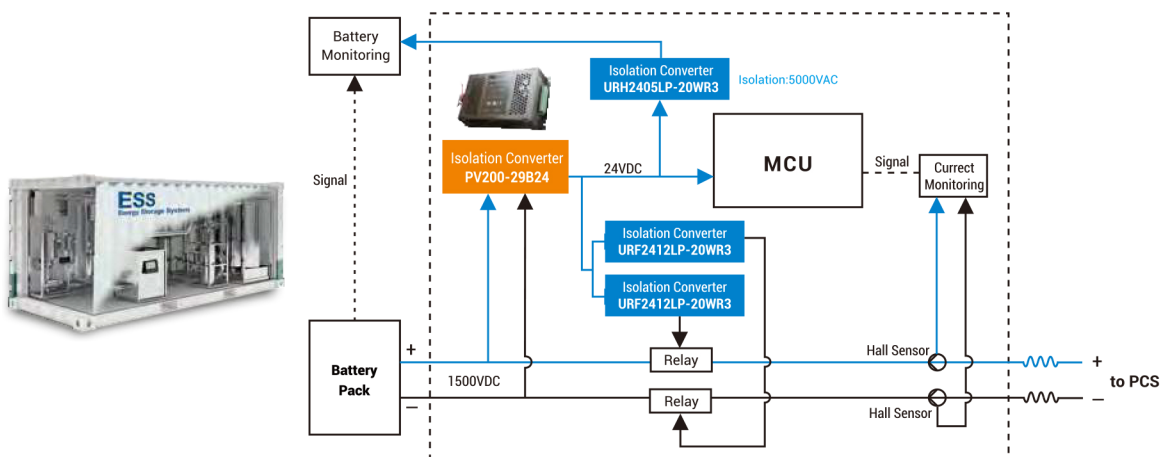 Battery
Monitoring
Isolation Converter
URH2405LP-20WR3
Isolation:5000VAC
Isolation Converter
PV200-29B24
24VDC
MCU
Signal
Currect
Monitoring
Signal
ESS
Energy Storage System
Isolation Converter
URF2412LP-20WR3
Isolation Converter
URF2412LP-20WR3
Battery
Pack
+
1500VDC
—
Relay
Relay
Hall Sensor
Hall Sensor
+
to PCS
—